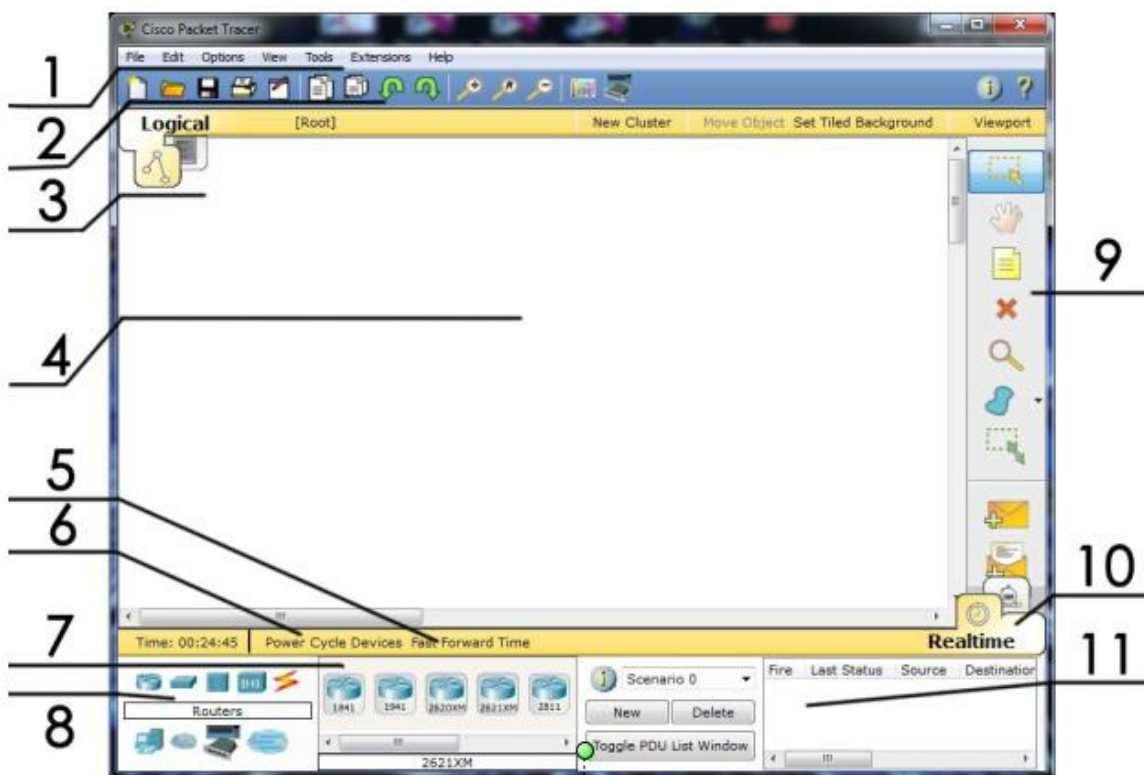 Cisco Packet Tracer
File Edit Options View Tools Extensions Help
1
2
Logical [Root] New Cluster Move Object Set Tiled Background Viewport
3
9
4
5
6
10
Time: 00:24:45 Power Cycle Devices Fast Forward Time Realtime
7
11
Fire Last Status Source Destination
Scenario 0
1841 1941 2620XM 2621XM 2811
Routers
New Delete
8
Toggle PDU List Window
2621XM